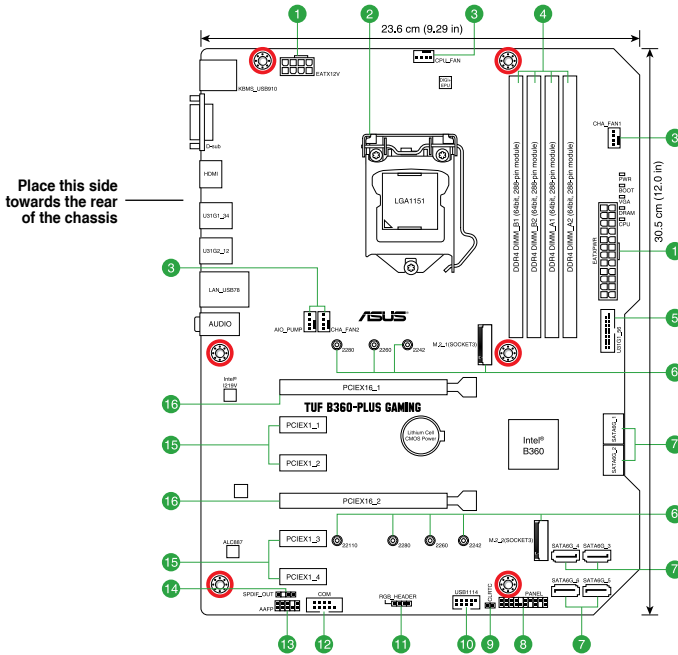 1
2
3
4
23.6 cm (9.29 in)
EATX12V
CPU_FAN
KBMS_USB910
DIGI+
EPU
D-sub
CHA_FAN1
3
HDMI
LGA1151
DDR4 DIMM_B1 (64bit, 288-pin module)
DDR4 DIMM_B2 (64bit, 288-pin module)
DDR4 DIMM_A1 (64bit, 288-pin module)
DDR4 DIMM_A2 (64bit, 288-pin module)
PWR
BOOT
VGA
DRAM
CPU
30.5 cm (12.0 in)
Place this side
towards the rear
of the chassis
U31G1_34
U31G2_12
EATXPWR
1
3
LAN_USB78
AUDIO
AIO_PUMP
CHA_FAN2
ASUS
U31G1_56
5
2280
2260
2242
M.2_1(SOCKET3)
6
Intel®
I219V
16
PCIEX16_1
TUF B360-PLUS GAMING
15
PCIEX1_1
Lithium Cell
CMOS Power
Intel®
B360
SATA6G_1
SATA6G_2
7
PCIEX1_2
16
PCIEX16_2
6
ALC887
15
PCIEX1_3
22110
2280
2260
2242
M.2_2(SOCKET3)
SATA6G_4
SATA6G_3
7
PCIEX1_4
14
SPDIF_OUT
AAFP
COM
RGB_HEADER
USB1114
CLRTC
PANEL
SATA6G_6
SATA6G_5
13
12
11
10
9
8
7